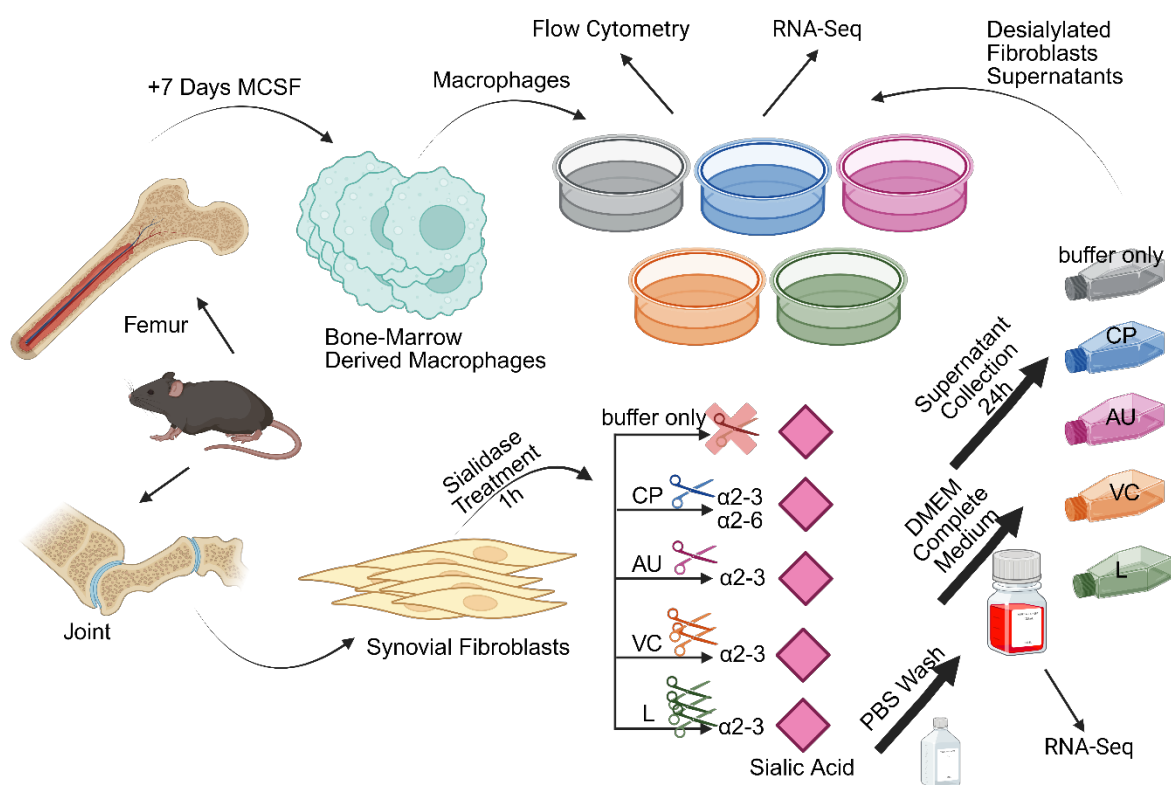 Flow Cytometry
RNA-Seq
Desialylated
Fibroblasts
Supernatants
+7 Days MCSF
Macrophages
Femur
Bone-Marrow
Derived Macrophages
Joint
Synovial Fibroblasts
Sialidase
Treatment
1h
buffer only
CP
α2-3
α2-6
AU
α2-3
VC
α2-3
L
α2-3
Sialic Acid
PBS Wash
DMEM
Complete
Medium
Supernatant
Collection
24h
buffer only
CP
AU
VC
L
RNA-Seq